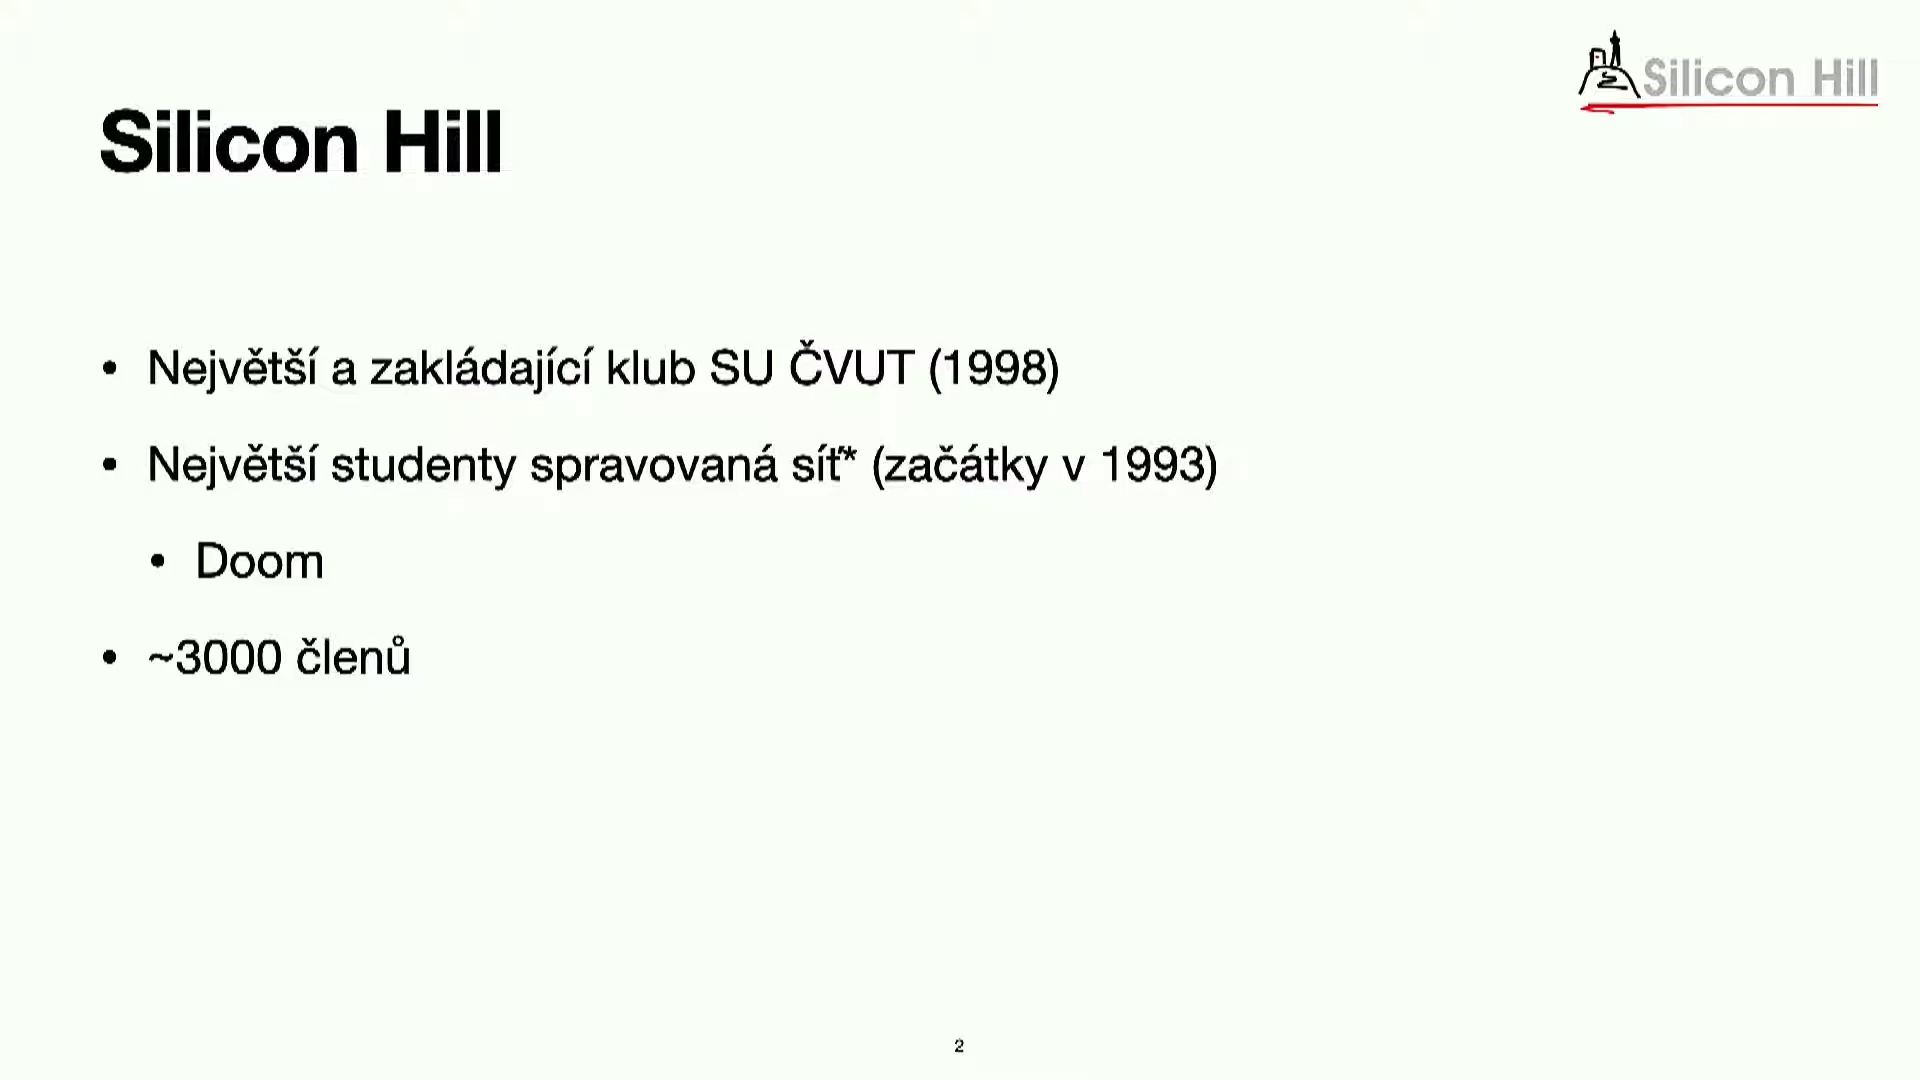 Silicon Hill
Silicon Hill
• Největší a zakládající klub SU ČVUT (1998)
• Největší studenty spravovaná síť* (začátky v 1993)
• Doom
• ~3000 členů
2